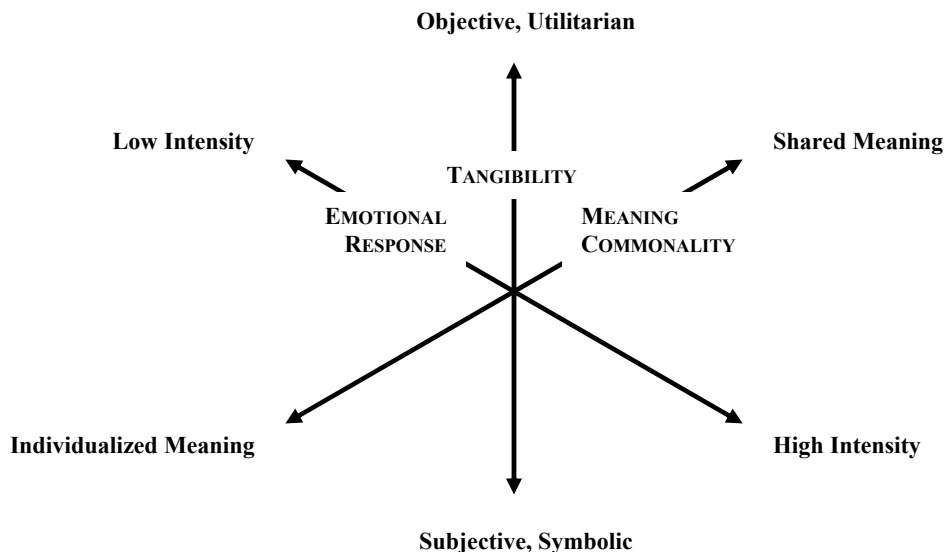 Objective, Utilitarian
Low Intensity
Shared Meaning
TANGIBILITY
EMOTIONAL
RESPONSE
MEANING
COMMONALITY
Individualized Meaning
High Intensity
Subjective, Symbolic